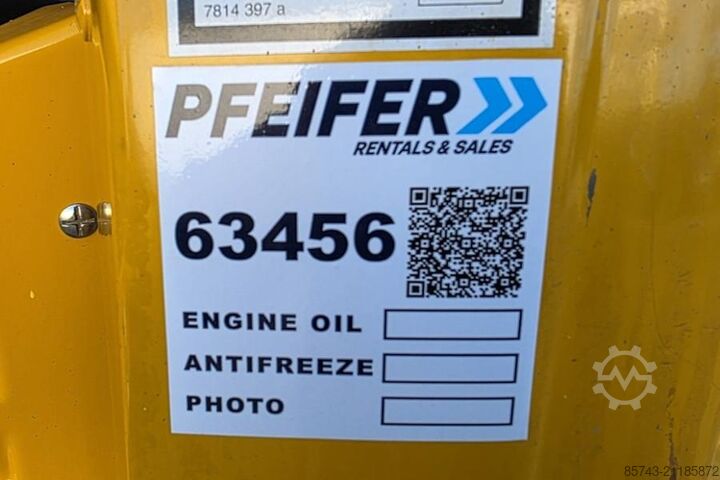 7814 397 a
PFEIFER
RENTALS & SALES
63456
ENGINE OIL
ANTIFREEZE
PHOTO
85743-21185872